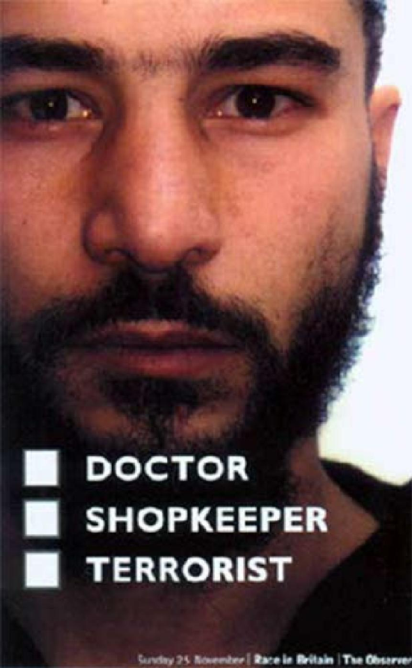 DOCTOR
SHOPKEEPER
TERRORIST
Sunday 25 November | Race in Britain | The Observer